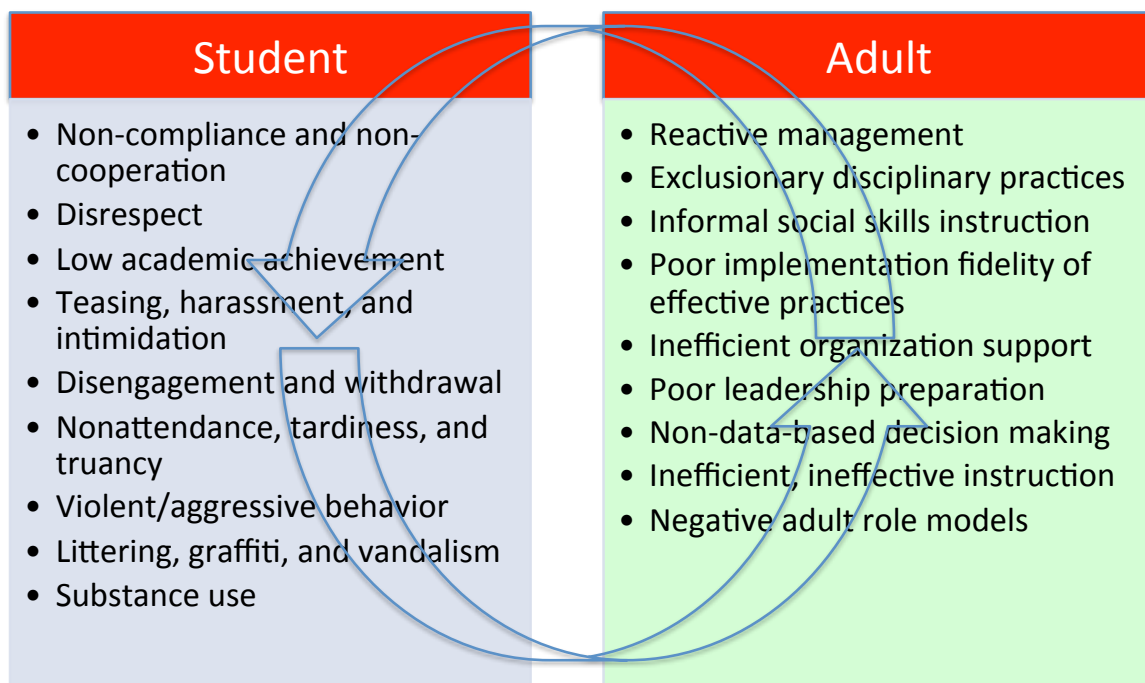 Student
• Non-compliance and non-
cooperation
• Disrespect
• Low academic achievement
• Teasing, harassment, and
intimidation
• Disengagement and withdrawal
• Nonattendance, tardiness, and
truancy
• Violent/aggressive behavior
• Littering, graffiti, and vandalism
• Substance use
Adult
• Reactive management
• Exclusionary disciplinary practices
• Informal social skills instruction
• Poor implementation fidelity of
effective practices
• Inefficient organization support
• Poor leadership preparation
• Non-data-based decision making
• Inefficient, ineffective instruction
• Negative adult role models